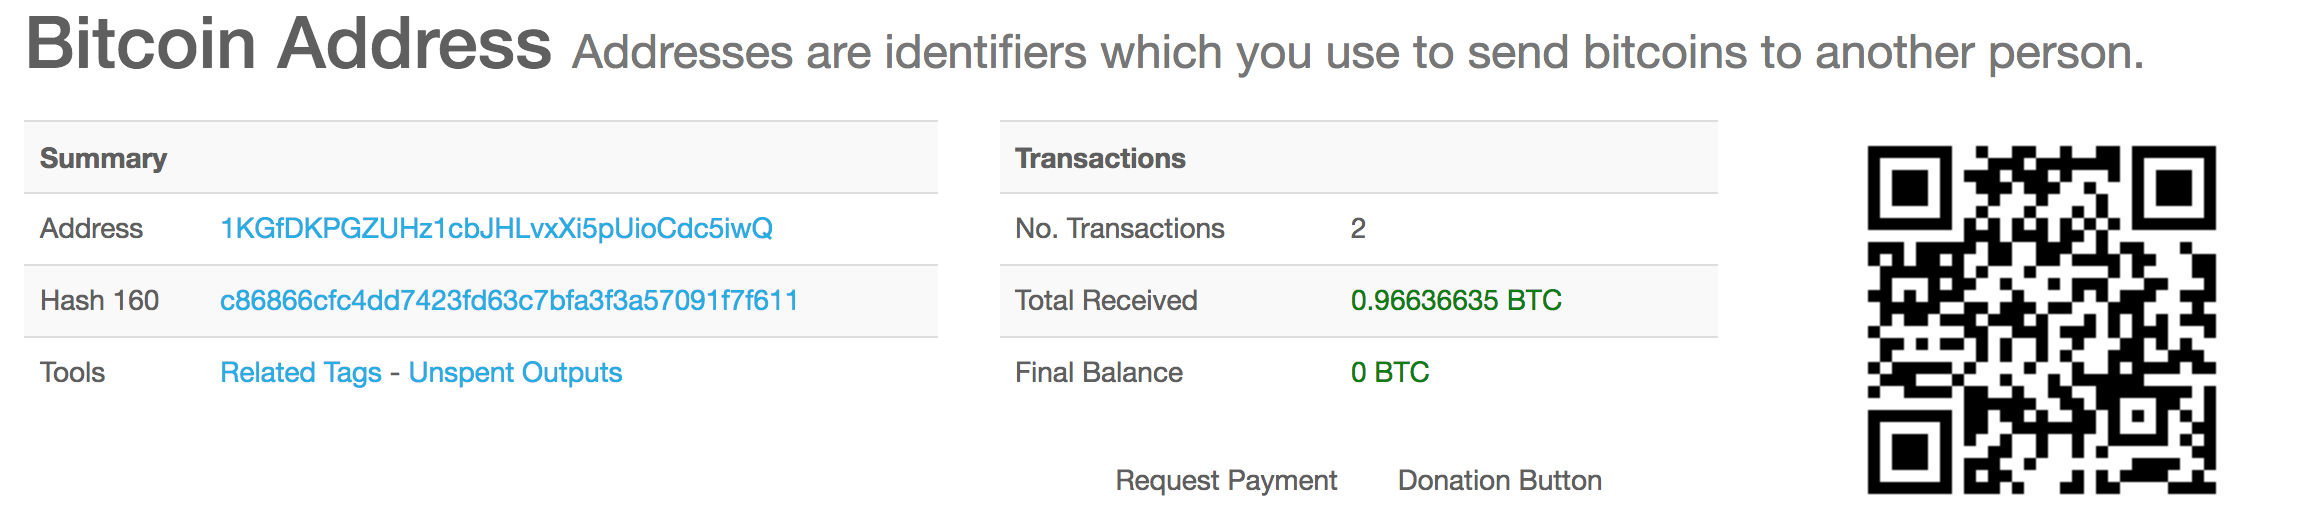 Bitcoin Address Addresses are identifiers which you use to send bitcoins to another person.
Summary
Address 1KGfDKPGZUHz1cbJHLvxXi5pUioCdc5iwQ
Hash 160 c86866cfc4dd7423fd63c7bfa3f3a57091f7f611
Tools Related Tags - Unspent Outputs
Transactions
No. Transactions 2
Total Received 0.96636635 BTC
Final Balance 0 BTC
Request Payment Donation Button